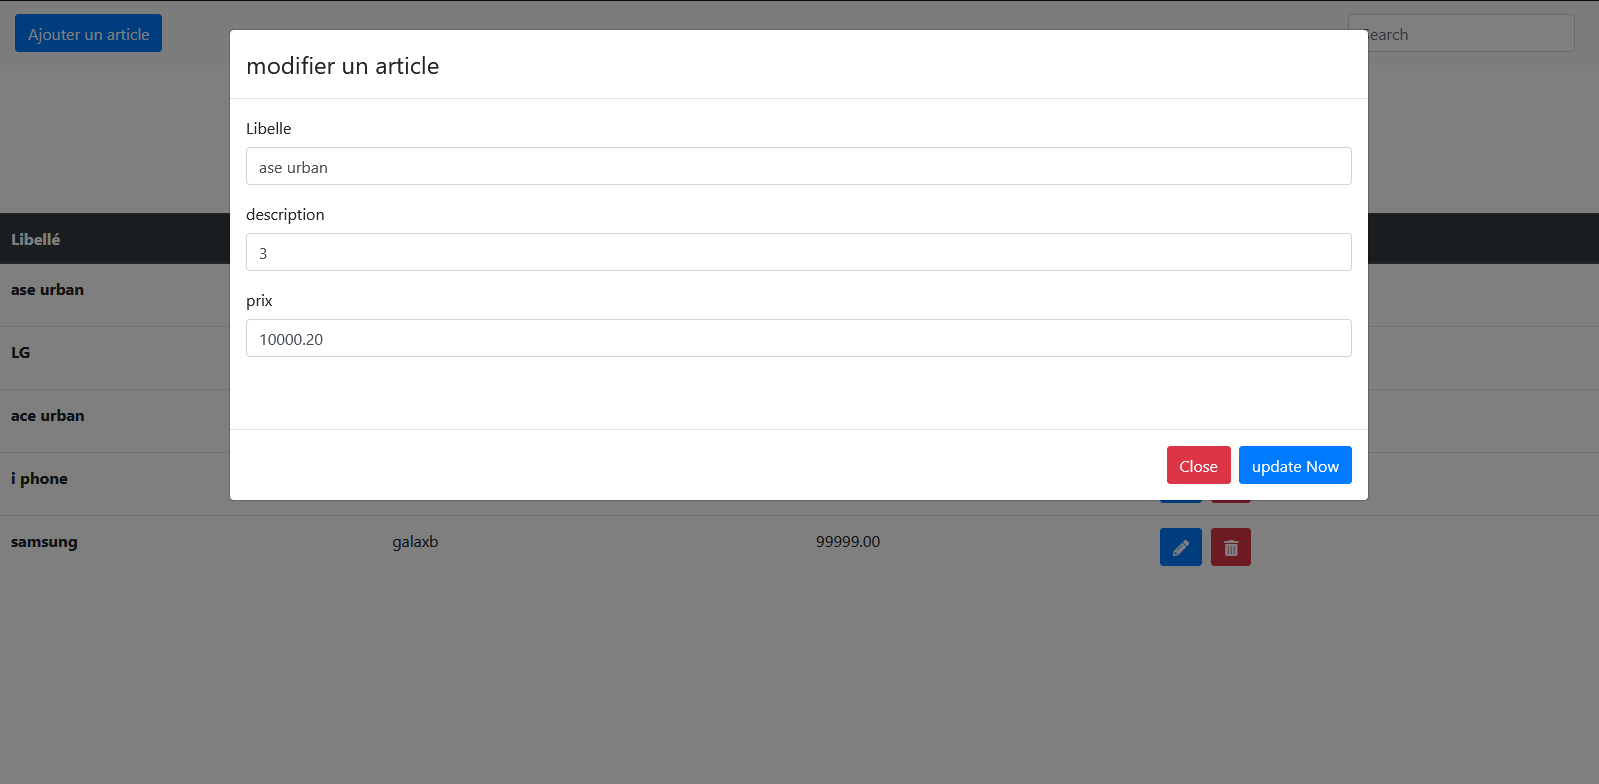 Ajouter un article
earch
modifier un article
Libelle
ase urban
description
3
prix
10000.20
Close
update Now
Libellé
ase urban
LG
ace urban
i phone
samsung galaxb 99999.00